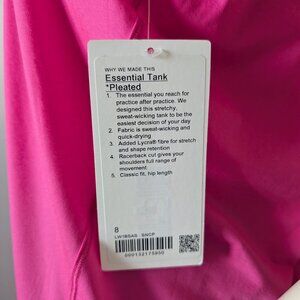 WHY WE MADE THIS
Essential Tank
*Pleated
1. The essential you reach for
practice after practice. We
designed this stretchy,
sweat-wicking tank to be the
easiest decision of your day
2. Fabric is sweat-wicking and
quick-drying
3. Added Lycra® fibre for stretch
and shape retention
4. Racerback cut gives your
shoulders full range of
movement
5. Classic fit, hip length
8